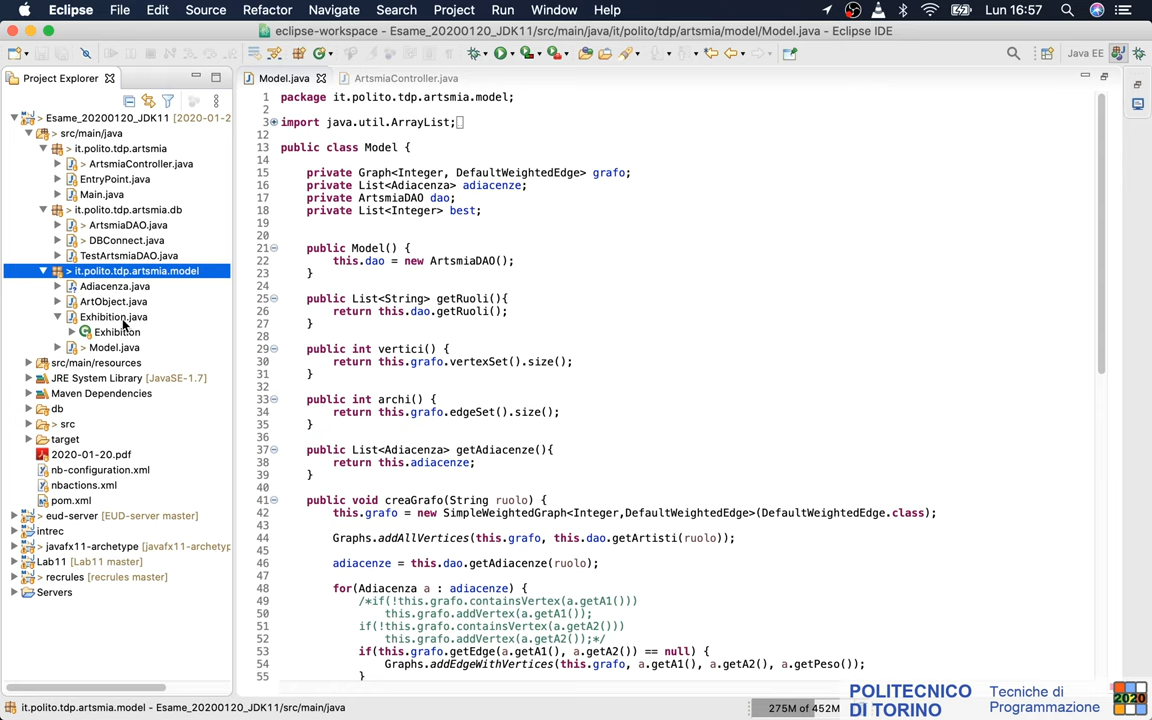 Eclipse File Edit Source Refactor Navigate Search Project Run Window Help Lun 16:57
eclipse-workspace - Esame_20200120_JDK11/src/main/java/it/polito/tdp/artsmia/model/Model.java - Eclipse IDE
Java EE
Project Explorer
Model.java ArtsmiaController.java
> Esame_20200120_JDK11 [2020-01-2
> src/main/java
> it.polito.tdp.artsmia
> ArtsmiaController.java
EntryPoint.java
Main.java
> it.polito.tdp.artsmia.db
> ArtsmiaDAO.java
> DBConnect.java
TestArtsmiaDAO.java
> it.polito.tdp.artsmia.model
Adiacenza.java
ArtObject.java
Exhibition.java
Exhibition
> Model.java
src/main/resources
JRE System Library [JavaSE-1.7]
Maven Dependencies
db
> src
target
2020-01-20.pdf
nb-configuration.xml
nbactions.xml
pom.xml
> eud-server [EUD-server master]
intrec
> javafx11-archetype [javafx11-archetyp
Lab11 [Lab11 master]
> recrules [recrules master]
Servers
1 package it.polito.tdp.artsmia.model;
2
3 import java.util.ArrayList;
12
13 public class Model {
14
15 private Graph<Integer, DefaultWeightedEdge> grafo;
16 private List<Adiacenza> adiacenze;
17 private ArtsmiaDAO dao;
18 private List<Integer> best;
19
20
21 public Model() {
22 this.dao = new ArtsmiaDAO();
23 }
24
25 public List<String> getRuoli(){
26 return this.dao.getRuoli();
27 }
28
29 public int vertici() {
30 return this.grafo.vertexSet().size();
31 }
32
33 public int archi() {
34 return this.grafo.edgeSet().size();
35 }
36
37 public List<Adiacenza> getAdiacenze(){
38 return this.adiacenze;
39 }
40
41 public void creaGrafo(String ruolo) {
42 this.grafo = new SimpleWeightedGraph<Integer,DefaultWeightedEdge>(DefaultWeightedEdge.class);
43
44 Graphs.addAllVertices(this.grafo, this.dao.getArtisti(ruolo));
45
46 adiacenze = this.dao.getAdiacenze(ruolo);
47
48 for(Adiacenza a : adiacenze) {
49 /*if(!this.grafo.containsVertex(a.getA1()))
50 this.grafo.addVertex(a.getA1());
51 if(!this.grafo.containsVertex(a.getA2()))
52 this.grafo.addVertex(a.getA2());*/
53 if(this.grafo.getEdge(a.getA1(), a.getA2()) == null) {
54 Graphs.addEdgeWithVertices(this.grafo, a.getA1(), a.getA2(), a.getPeso());
55 }
it.polito.tdp.artsmia.model - Esame_20200120_JDK11/src/main/java
275M of 452M
POLITECNICO
DI TORINO
Tecniche di
Programmazione
2020